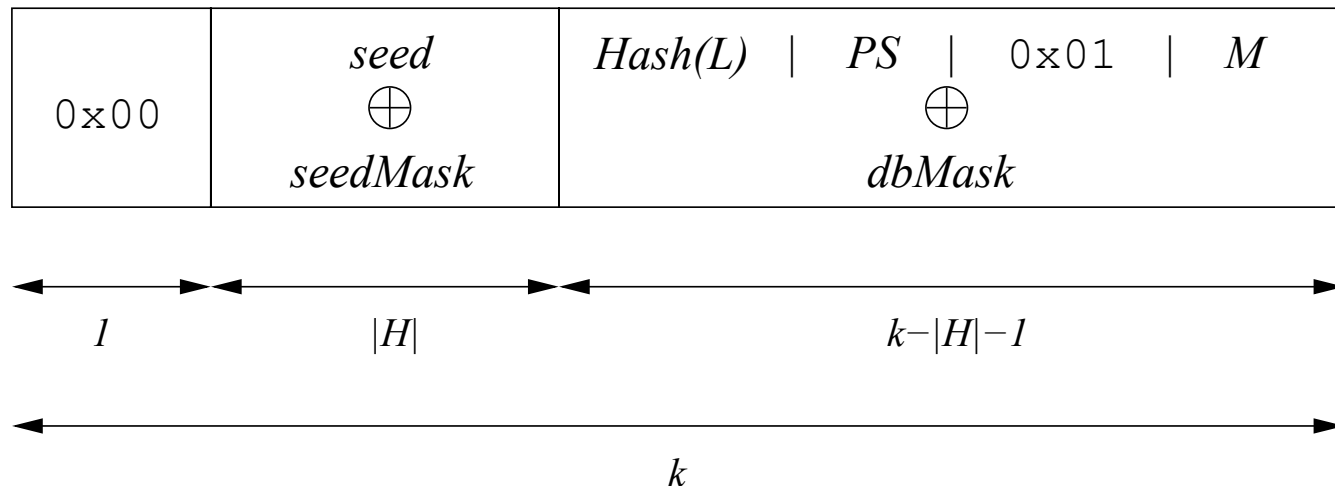 0x00
seed
⊕
seedMask
Hash(L) | PS | 0x01 | M
⊕
dbMask
1
|H|
k−|H|−1
k